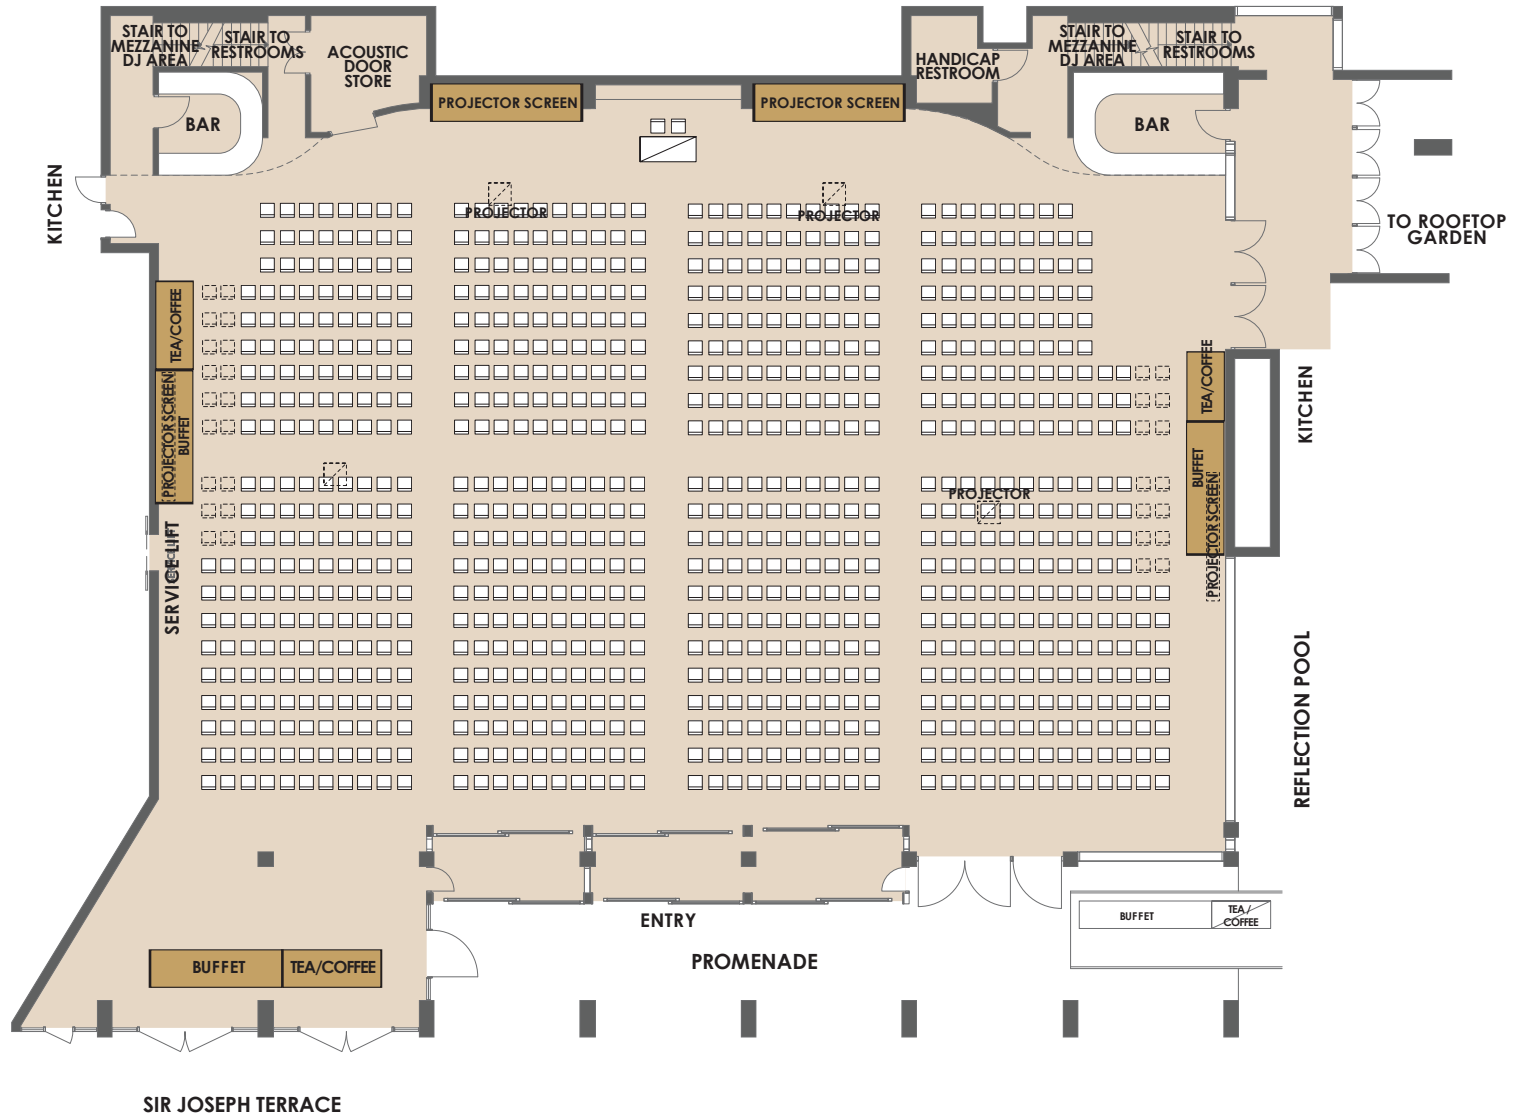 STAIR TO
MEZZANINE
DJ AREA
STAIR TO
RESTROOMS
ACOUSTIC
DOOR
STORE
HANDICAP
RESTROOM
STAIR TO
MEZZANINE
DJ AREA
STAIR TO
RESTROOMS
PROJECTOR SCREEN
PROJECTOR SCREEN
BAR
BAR
KITCHEN
PROJECTOR
PROJECTOR
TO ROOFTOP
GARDEN
TEA/COFFEE
PROJECTOR SCREEN
BUFFET
TEA/COFFEE
KITCHEN
BUFFET
PROJECTOR SCREEN
PROJECTOR
SERVICE LIFT
REFLECTION POOL
ENTRY
PROMENADE
BUFFET
TEA /
COFFEE
BUFFET
TEA/COFFEE
SIR JOSEPH TERRACE